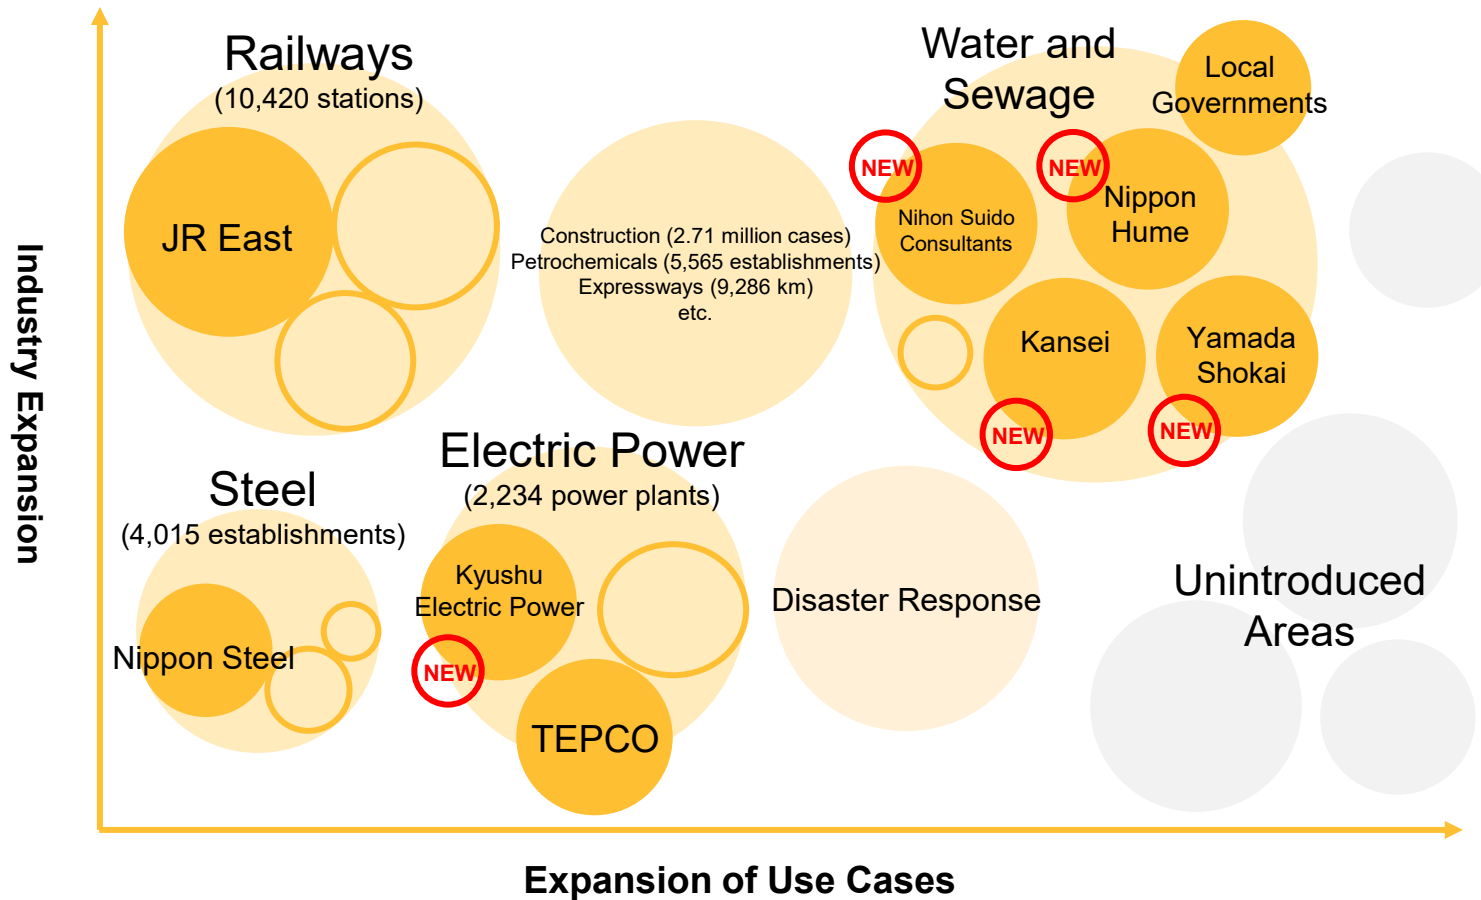 Railways
(10,420 stations)
JR East
Construction (2.71 million cases)
Petrochemicals (5,565 establishments)
Expressways (9,286 km)
etc.
Water and
Sewage
Local
Governments
NEW
Nihon Suido
Consultants
NEW
Nippon
Hume
Kansei
NEW
Yamada
Shokai
NEW
Industry Expansion
Steel
(4,015 establishments)
Nippon Steel
Electric Power
(2,234 power plants)
Kyushu
Electric Power
NEW
TEPCO
Disaster Response
Unintroduced
Areas
Expansion of Use Cases